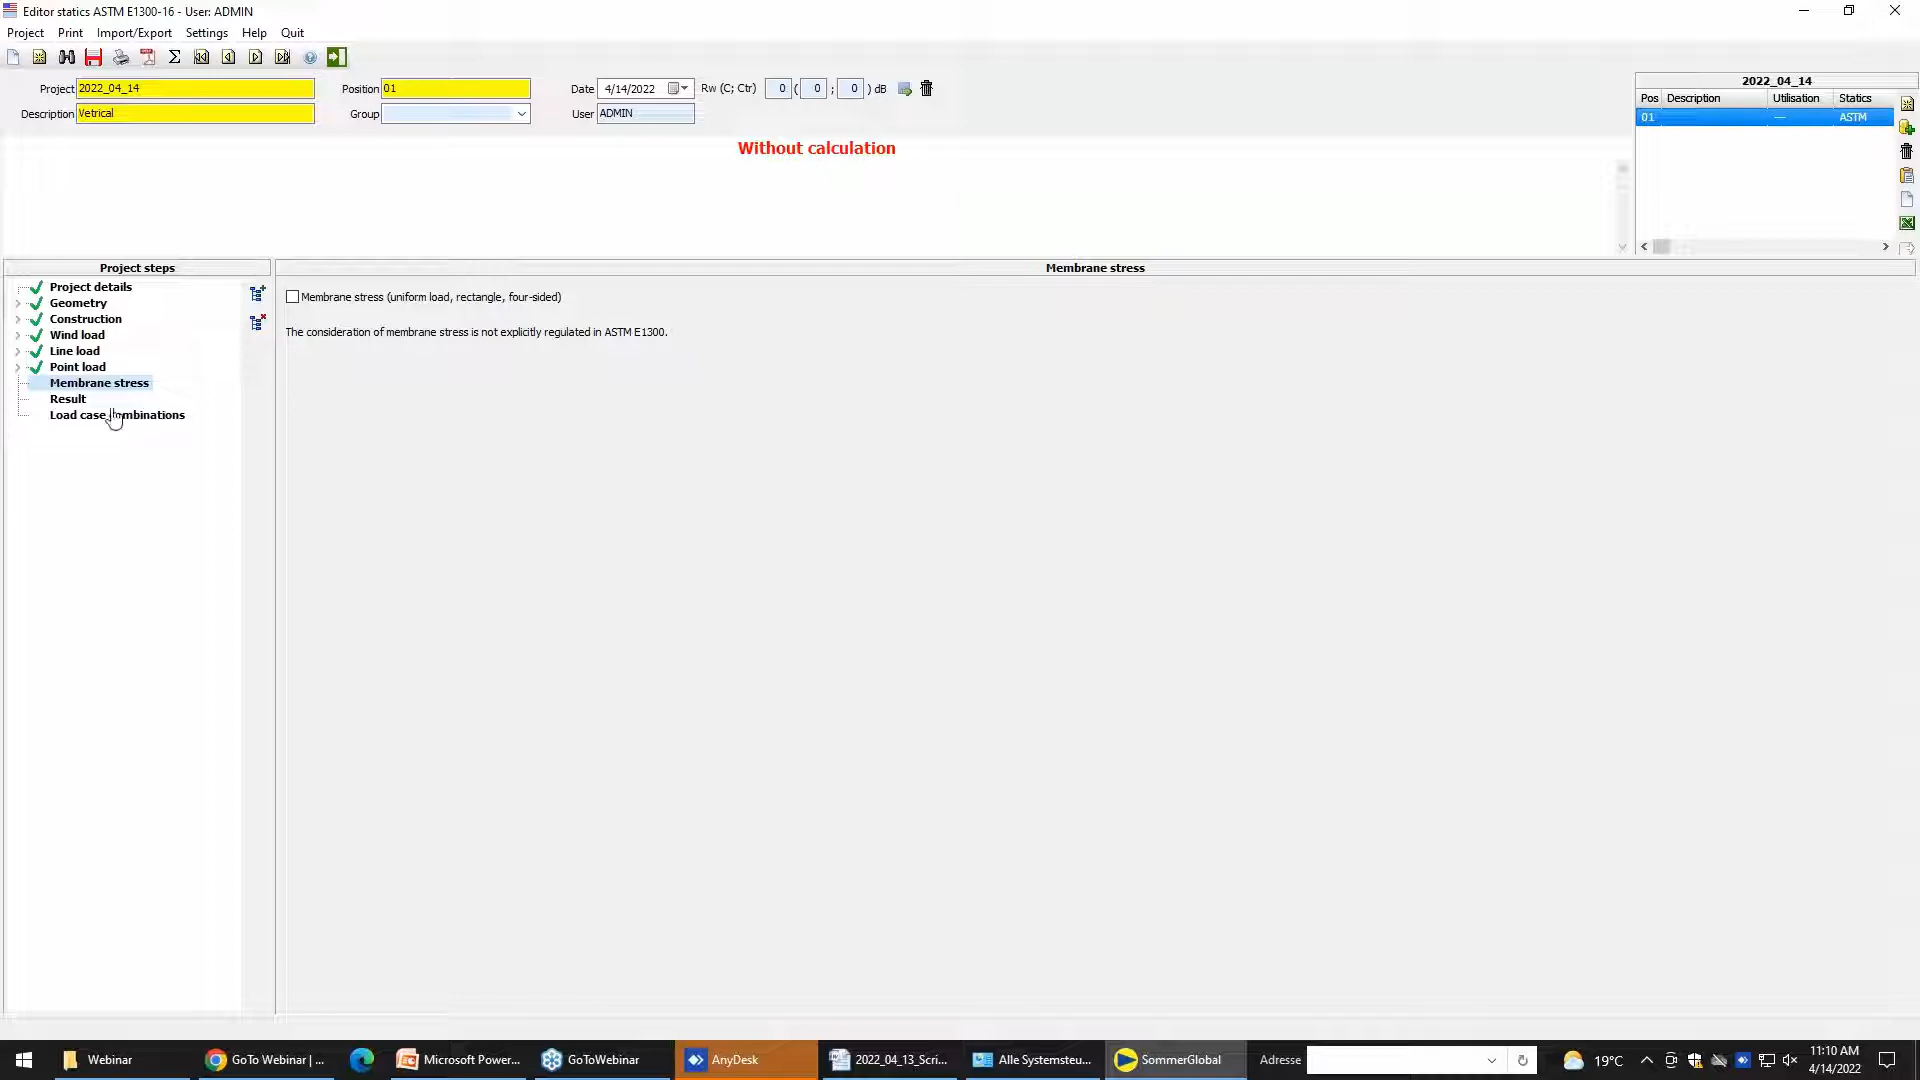 Editor statics ASTM E1300-16 - User: ADMIN
Project Print Import/Export Settings Help Quit
Project 2022_04_14 Position 01 Date 4/14/2022 Rw (C; Ctr) 0 ( 0 ; 0 ) dB
Description Vetrical Group User ADMIN
2022_04_14
Pos Description Utilisation Statics
01 — ASTM
Without calculation
Project steps
Project details
Geometry
Construction
Wind load
Line load
Point load
Membrane stress
Result
Load case combinations
Membrane stress
Membrane stress (uniform load, rectangle, four-sided)
The consideration of membrane stress is not explicitly regulated in ASTM E1300.
Webinar GoTo Webinar | ... Microsoft Power... GoToWebinar AnyDesk 2022_04_13_Scri... Alle Systemsteu... SommerGlobal Adresse 19°C 11:10 AM
4/14/2022